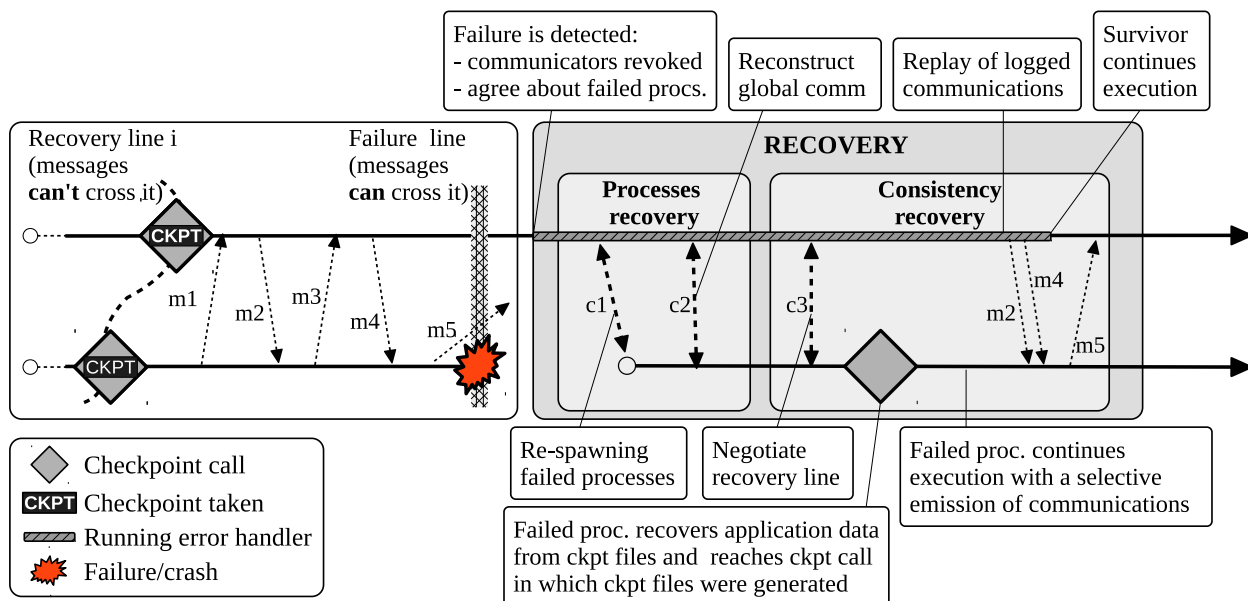 Failure is detected:
- communicators revoked
- agree about failed procs.
Reconstruct
global comm
Replay of logged
communications
Survivor
continues
execution
Recovery line i
(messages
can't cross it)
Failure line
(messages
can cross it)
RECOVERY
Processes
recovery
Consistency
recovery
CKPT
m1
m2
m3
m4
m5
c1
c2
c3
m2
m4
m5
CKPT
Re-spawning
failed processes
Negotiate
recovery line
Failed proc. continues
execution with a selective
emission of communications
Failed proc. recovers application data
from ckpt files and reaches ckpt call
in which ckpt files were generated
Checkpoint call
CKPT Checkpoint taken
Running error handler
Failure/crash